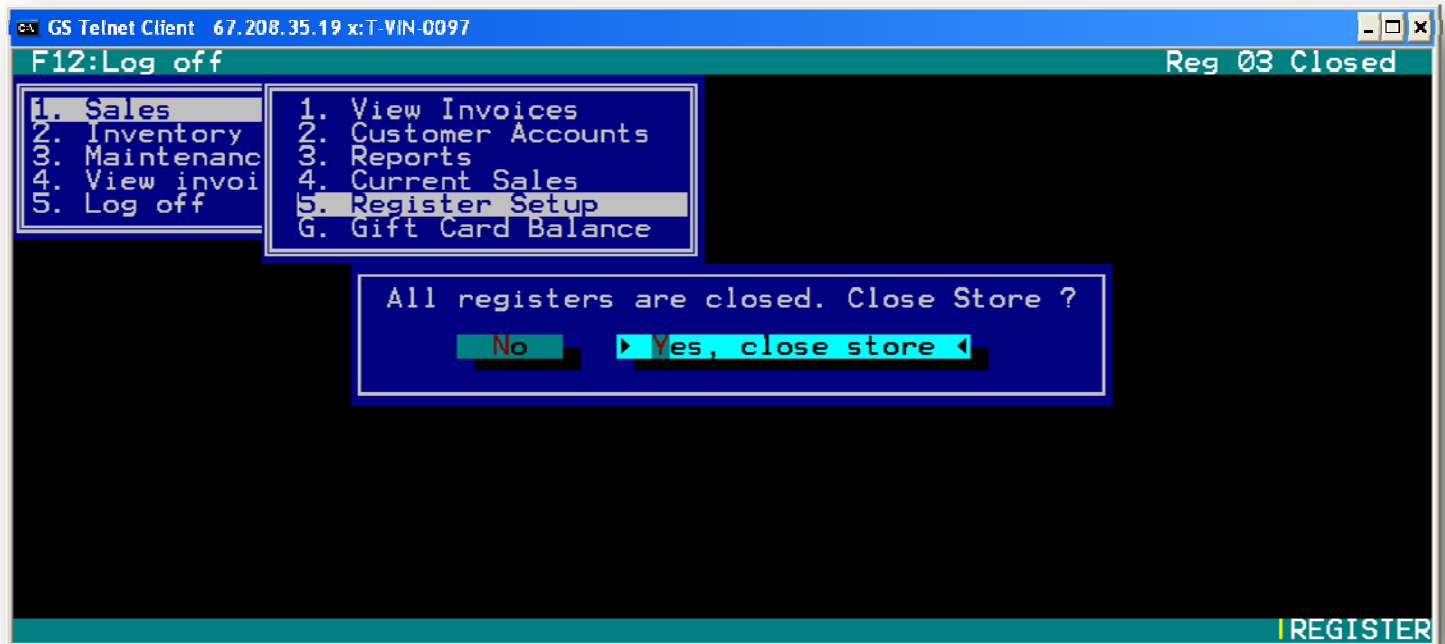 GS Telnet Client 67.208.35.19 x:T-VIN-0097
F12:Log off Reg 03 Closed
1. Sales
2. Inventory
3. Maintenanc
4. View invoi
5. Log off
1. View Invoices
2. Customer Accounts
3. Reports
4. Current Sales
5. Register Setup
G. Gift Card Balance
All registers are closed. Close Store ?
No Yes, close store
REGISTER